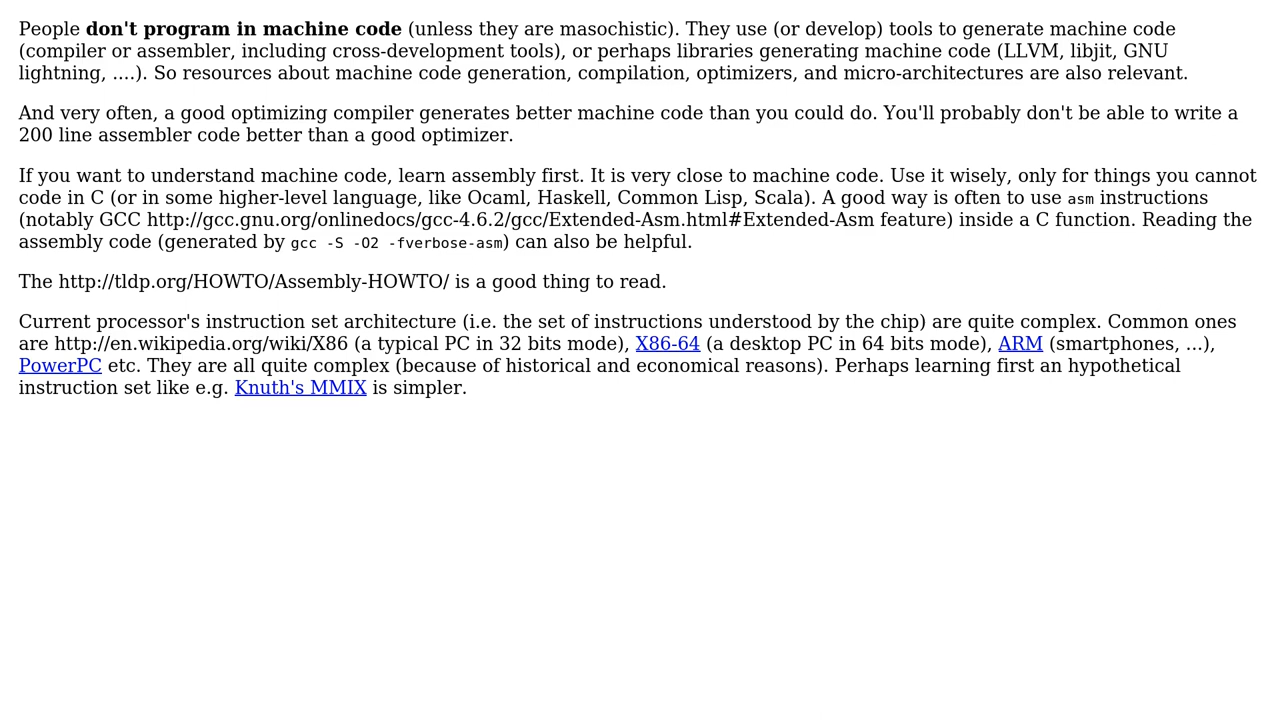 People don't program in machine code (unless they are masochistic). They use (or develop) tools to generate machine code
(compiler or assembler, including cross-development tools), or perhaps libraries generating machine code (LLVM, libjit, GNU
lightning, ....). So resources about machine code generation, compilation, optimizers, and micro-architectures are also relevant.
And very often, a good optimizing compiler generates better machine code than you could do. You'll probably don't be able to write a
200 line assembler code better than a good optimizer.
If you want to understand machine code, learn assembly first. It is very close to machine code. Use it wisely, only for things you cannot
code in C (or in some higher-level language, like Ocaml, Haskell, Common Lisp, Scala). A good way is often to use asm instructions
(notably GCC http://gcc.gnu.org/onlinedocs/gcc-4.6.2/gcc/Extended-Asm.html#Extended-Asm feature) inside a C function. Reading the
assembly code (generated by gcc -S -O2 -fverbose-asm) can also be helpful.
The http://tldp.org/HOWTO/Assembly-HOWTO/ is a good thing to read.
Current processor's instruction set architecture (i.e. the set of instructions understood by the chip) are quite complex. Common ones
are http://en.wikipedia.org/wiki/X86 (a typical PC in 32 bits mode), X86-64 (a desktop PC in 64 bits mode), ARM (smartphones, ...),
PowerPC etc. They are all quite complex (because of historical and economical reasons). Perhaps learning first an hypothetical
instruction set like e.g. Knuth's MMIX is simpler.